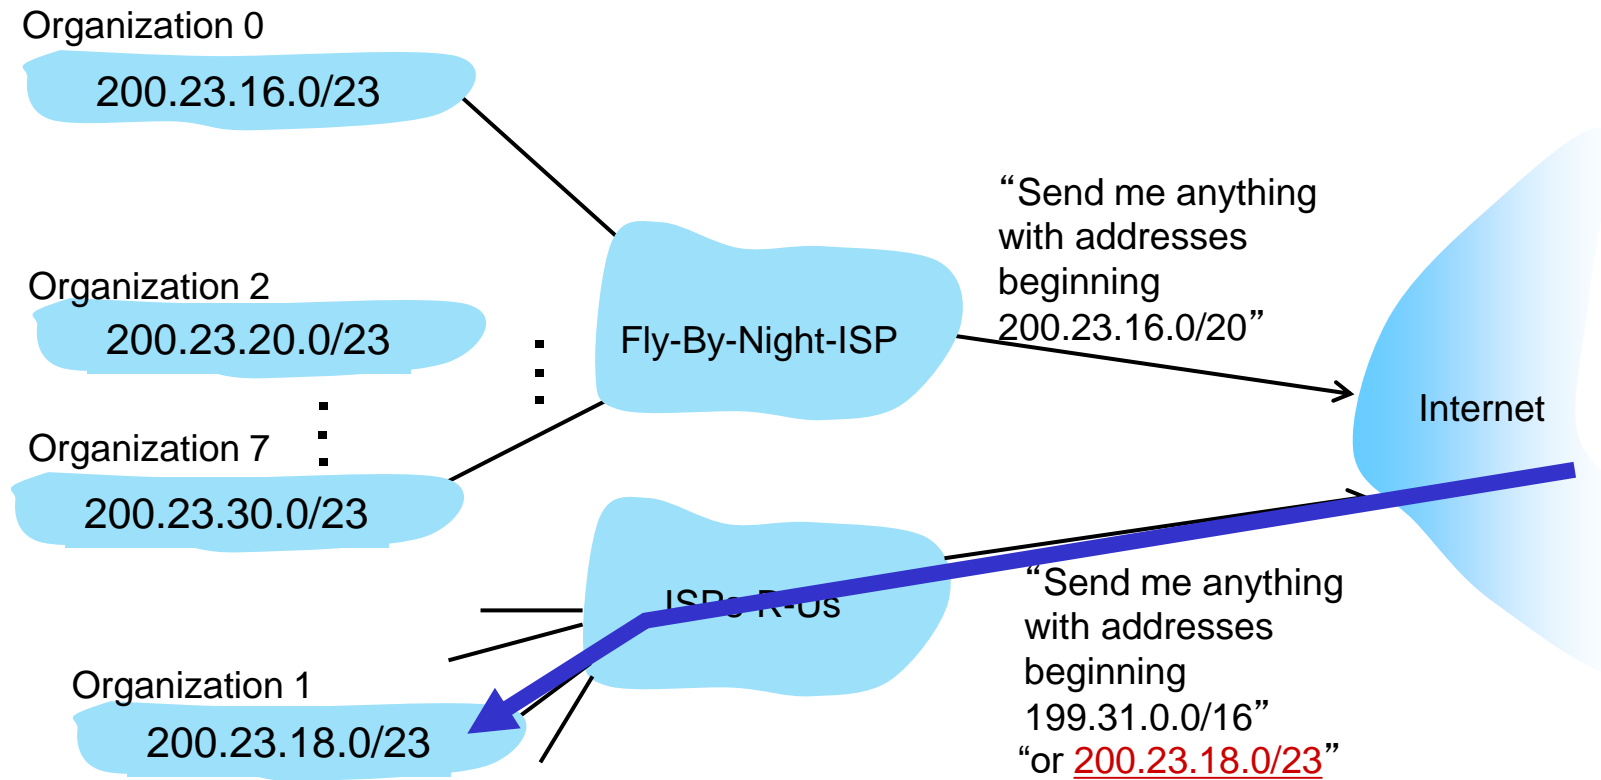 Organization 0
200.23.16.0/23
Organization 2
200.23.20.0/23
Organization 7
200.23.30.0/23
Fly-By-Night-ISP
“Send me anything
with addresses
beginning
200.23.16.0/20”
Internet
ISPs-R-Us
Organization 1
200.23.18.0/23
“Send me anything
with addresses
beginning
199.31.0.0/16”
“or 200.23.18.0/23”